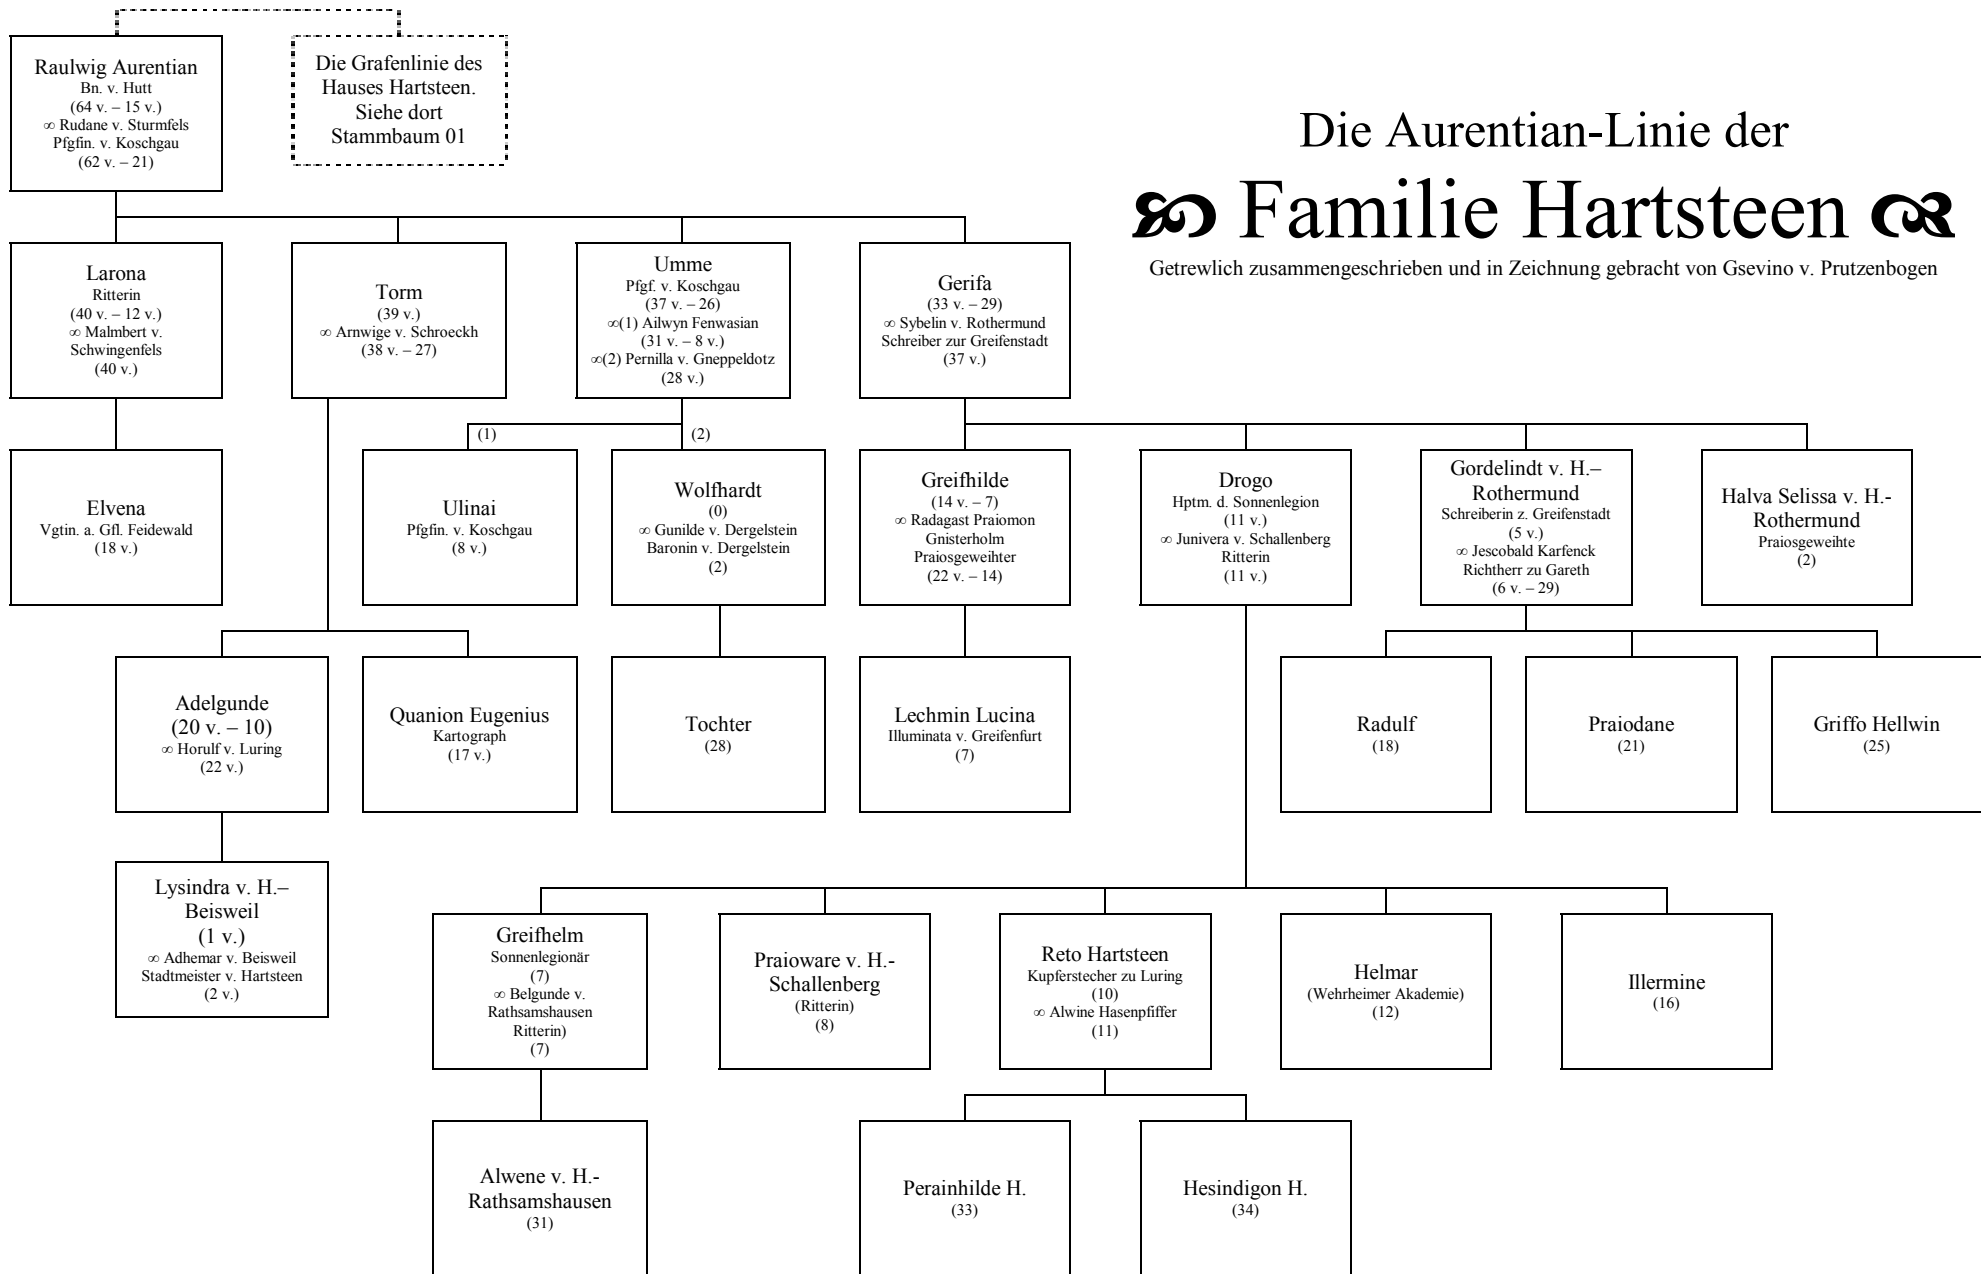 Raulwig Aurentian
Bn. v. Hutt
(64 v. – 15 v.)
∞ Rudane v. Sturmfels
Pfgfin. v. Koschgau
(62 v. – 21)
Die Grafenlinie des
Hauses Hartsteen.
Siehe dort
Stammbaum 01
Die Aurentian-Linie der
Familie Hartsteen
Getrewlich zusammengeschrieben und in Zeichnung gebracht von Gsevino v. Prutzenbogen
Larona
Ritterin
(40 v. – 12 v.)
∞ Malmbert v.
Schwingenfels
(40 v.)
Torm
(39 v.)
∞ Arnwige v. Schroeckh
(38 v. – 27)
Umme
Pfgf. v. Koschgau
(37 v. – 26)
∞(1) Ailwyn Fenwasian
(31 v. – 8 v.)
∞(2) Pernilla v. Gneppeldotz
(28 v.)
Gerifa
(33 v. – 29)
∞ Sybelin v. Rothermund
Schreiber zur Greifenstadt
(37 v.)
(1)
(2)
Elvena
Vgtin. a. Gfl. Feidewald
(18 v.)
Ulinai
Pfgfin. v. Koschgau
(8 v.)
Wolfhardt
(0)
∞ Gunilde v. Dergelstein
Baronin v. Dergelstein
(2)
Greifhilde
(14 v. – 7)
∞ Radagast Praiomon
Gnisterholm
Praiosgeweihter
(22 v. – 14)
Drogo
Hptm. d. Sonnenlegion
(11 v.)
∞ Junivera v. Schallenberg
Ritterin
(11 v.)
Gordelindt v. H.–
Rothermund
Schreiberin z. Greifenstadt
(5 v.)
∞ Jescobald Karfenck
Richtherr zu Gareth
(6 v. – 29)
Halva Selissa v. H.-
Rothermund
Praiosgeweihte
(2)
Adelgunde
(20 v. – 10)
∞ Horulf v. Luring
(22 v.)
Quanion Eugenius
Kartograph
(17 v.)
Tochter
(28)
Lechmin Lucina
Illuminata v. Greifenfurt
(7)
Radulf
(18)
Praiodane
(21)
Griffo Hellwin
(25)
Lysindra v. H.–
Beisweil
(1 v.)
∞ Adhemar v. Beisweil
Stadtmeister v. Hartsteen
(2 v.)
Greifhelm
Sonnenlegionär
(7)
∞ Belgunde v.
Rathsamshausen
Ritterin)
(7)
Praioware v. H.-
Schallenberg
(Ritterin)
(8)
Reto Hartsteen
Kupferstecher zu Luring
(10)
∞ Alwine Hasenpfiffer
(11)
Helmar
(Wehrheimer Akademie)
(12)
Illermine
(16)
Alwene v. H.-
Rathsamshausen
(31)
Perainhilde H.
(33)
Hesindigon H.
(34)